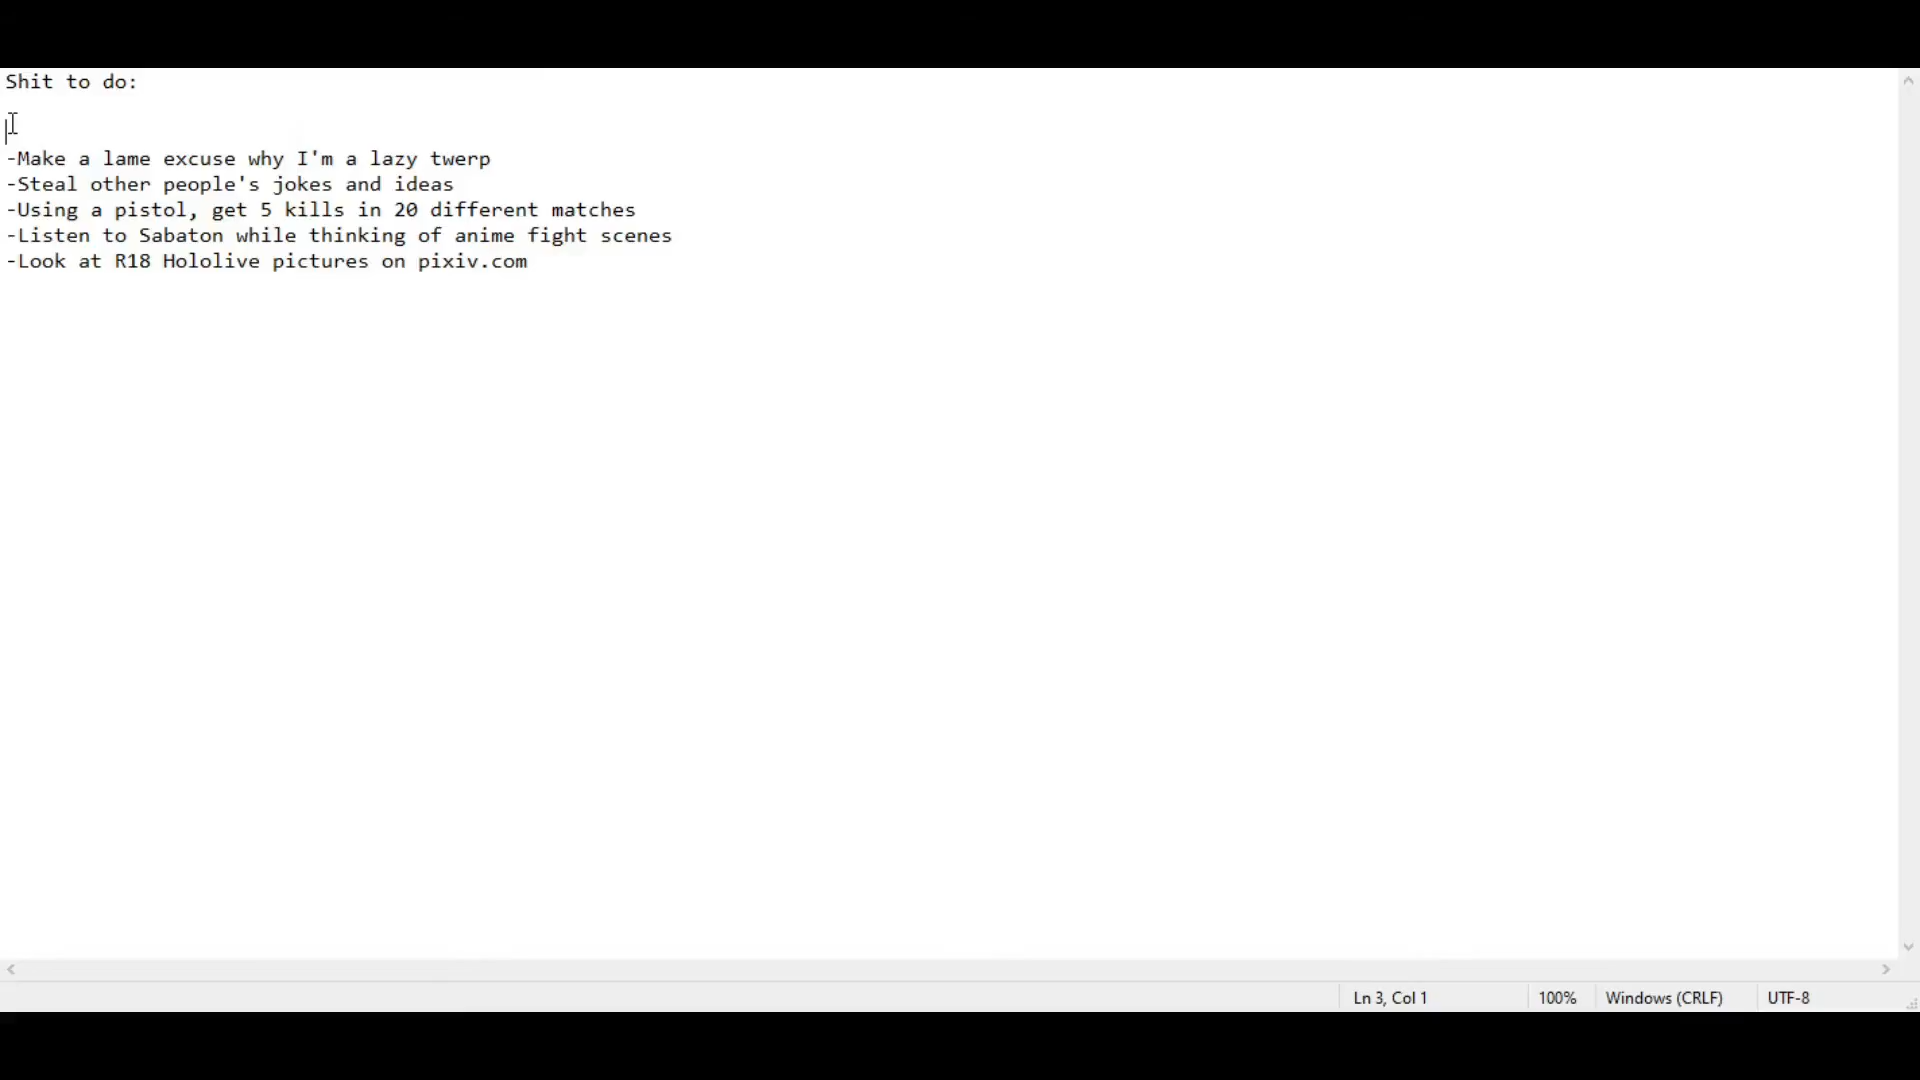 Shit to do:
-Make a lame excuse why I'm a lazy twerp
-Steal other people's jokes and ideas
-Using a pistol, get 5 kills in 20 different matches
-Listen to Sabaton while thinking of anime fight scenes
-Look at R18 Hololive pictures on pixiv.com
Ln 3, Col 1 100% Windows (CRLF) UTF-8